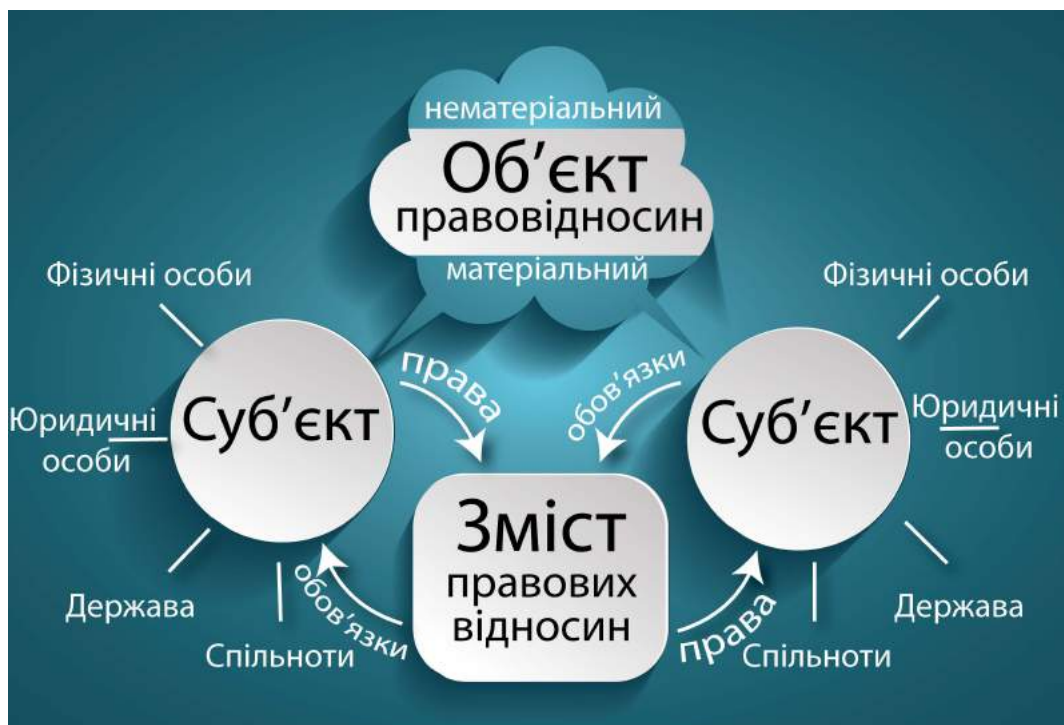 нематеріальний
Об’єкт
правовідносин
матеріальний
Фізичні особи
Фізичні особи
права
обов’язки
Суб’єкт
Суб’єкт
Юридичні
особи
Юридичні
особи
Зміст
правових
відносин
обов’язки
права
Держава
Спільноти
Спільноти
Держава